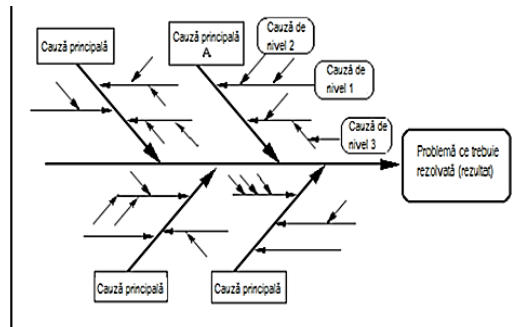 Cauză principală
Cauză principală
A
Cauză de
nivel 2
Cauză de
nivel 1
Cauză de
nivel 3
Problemă ce trebuie
rezolvată (rezultat)
Cauză principală
Cauză principală